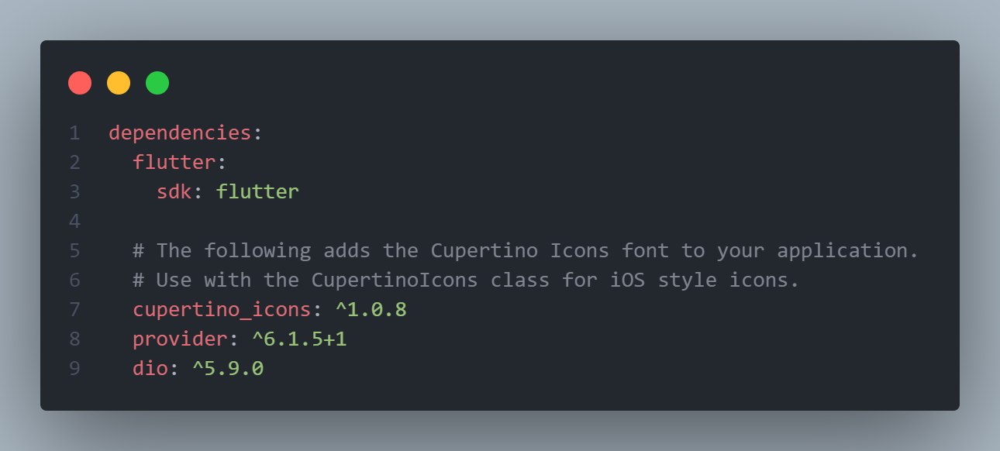 1 dependencies:
2   flutter:
3     sdk: flutter
4
5   # The following adds the Cupertino Icons font to your application.
6   # Use with the CupertinoIcons class for iOS style icons.
7   cupertino_icons: ^1.0.8
8   provider: ^6.1.5+1
9   dio: ^5.9.0